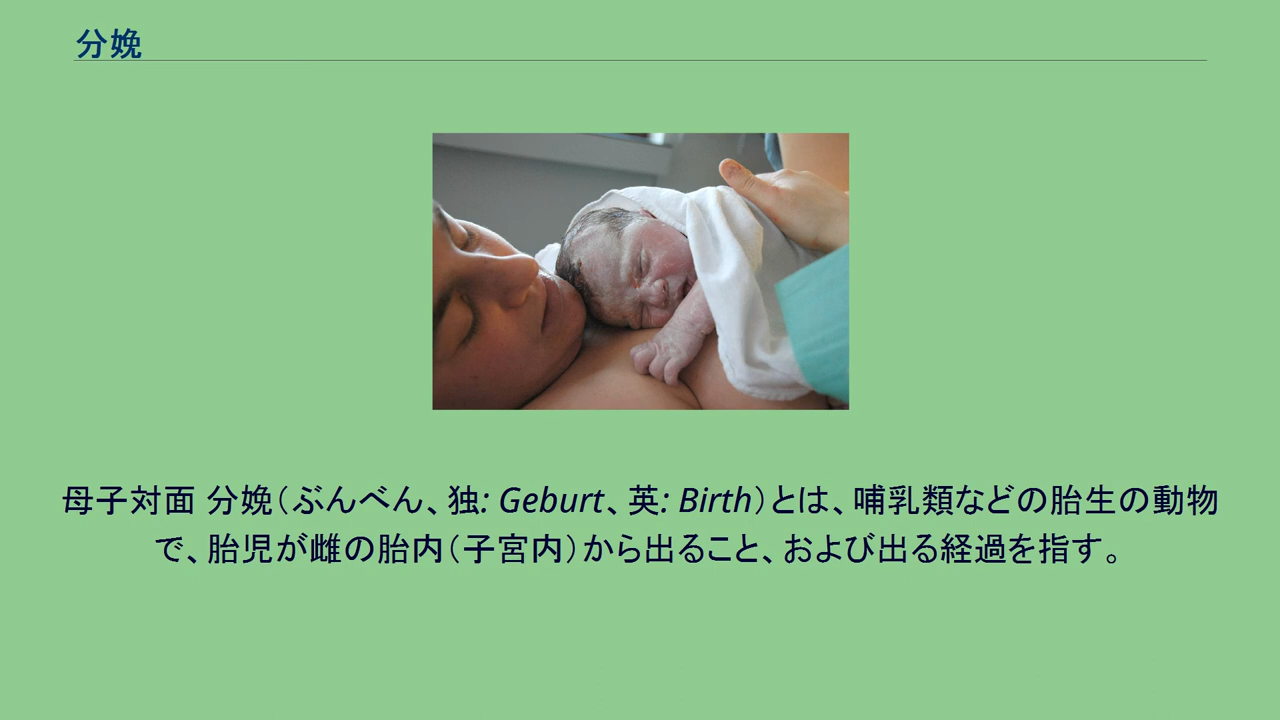 分娩
母子対面 分娩（ぶんべん、独: Geburt、英: Birth）とは、哺乳類などの胎生の動物
で、胎児が雌の胎内（子宮内）から出ること、および出る経過を指す。